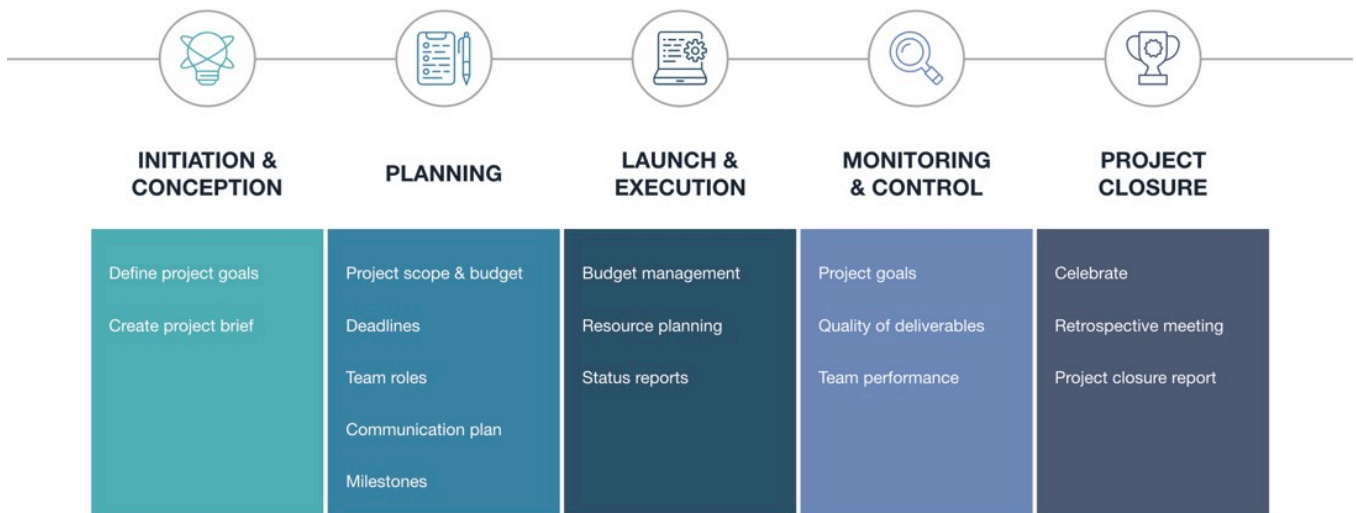 INITIATION &
CONCEPTION
PLANNING
LAUNCH &
EXECUTION
MONITORING
& CONTROL
PROJECT
CLOSURE
Define project goals
Create project brief
Project scope & budget
Deadlines
Team roles
Communication plan
Milestones
Budget management
Resource planning
Status reports
Project goals
Quality of deliverables
Team performance
Celebrate
Retrospective meeting
Project closure report